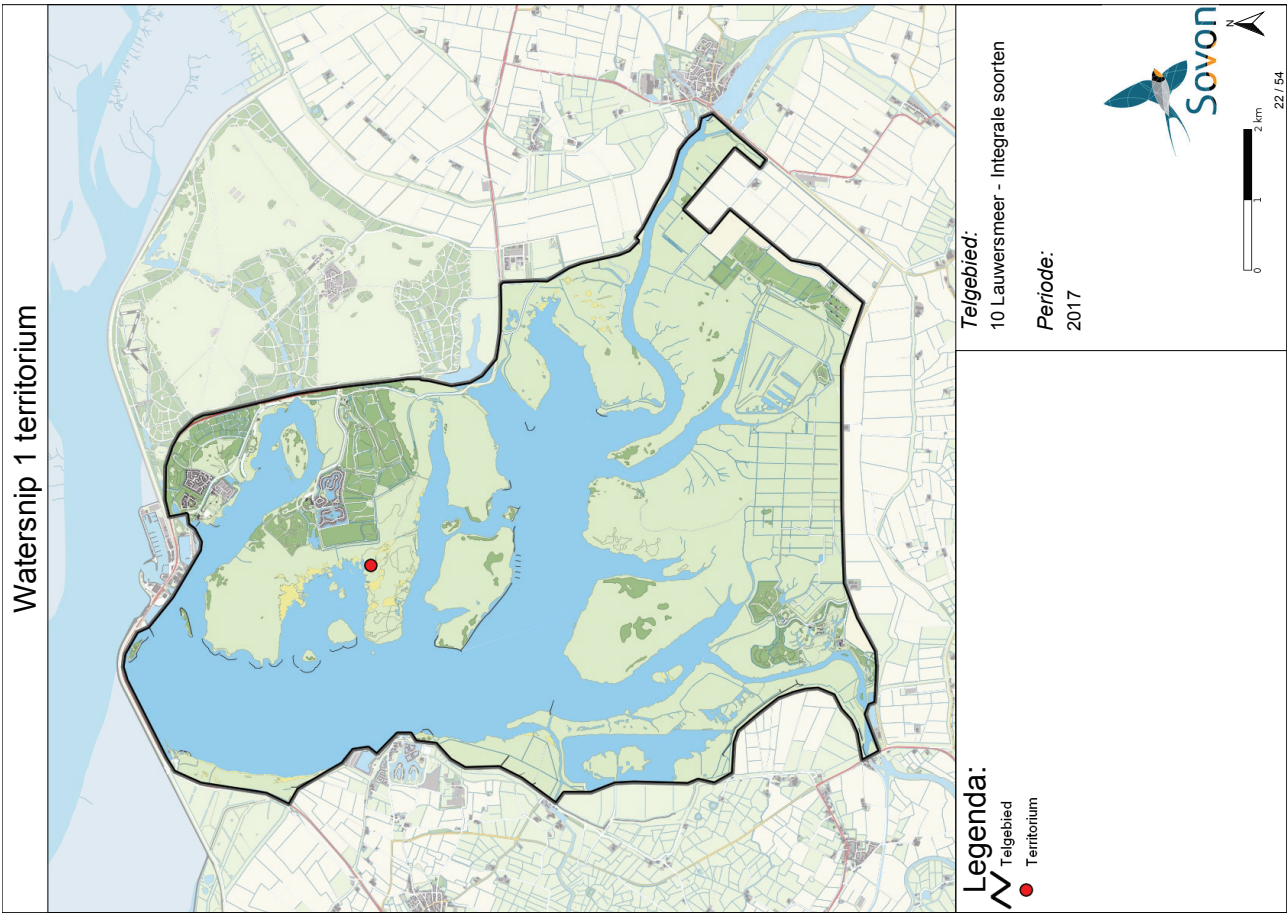 Watersnip 1 territorium
Telgebied:
10 Lauwersmeer - Integrale soorten
Periode:
2017
Legenda:
Telgebied
Territorium
Sovon
N
0 1 2 km
22 / 54